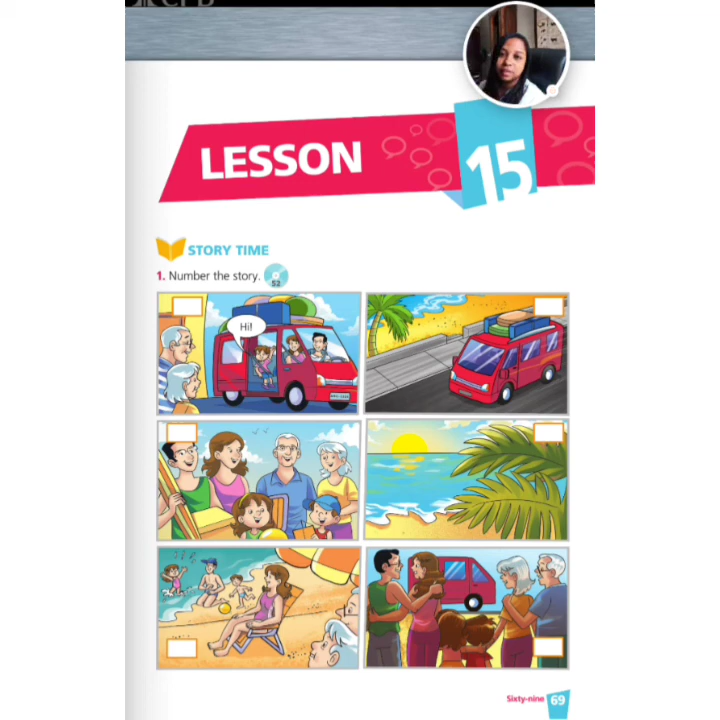 LESSON 15
STORY TIME
1. Number the story. 52
Hi!
Sixty-nine 69